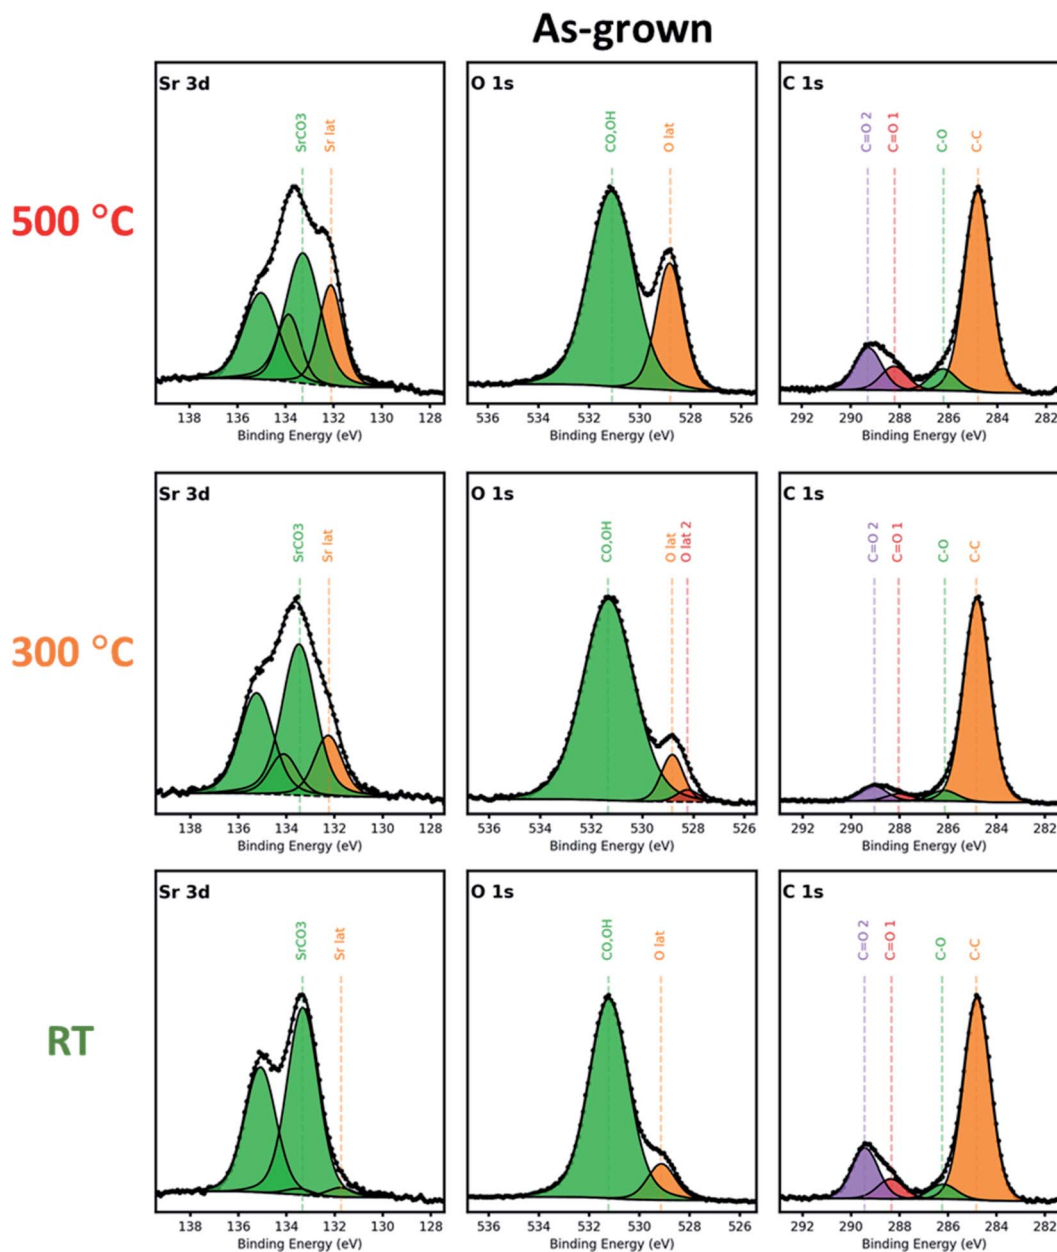 As-grown
500 °C
Sr 3d
SrCO3
Sr lat
138 136 134 132 130 128
Binding Energy (eV)
O 1s
CO,OH
O lat
536 534 532 530 528 526
Binding Energy (eV)
C 1s
C=O 2
C=O 1
C-O
C-C
292 290 288 286 284 282
Binding Energy (eV)
300 °C
Sr 3d
SrCO3
Sr lat
138 136 134 132 130 128
Binding Energy (eV)
O 1s
CO,OH
O lat
O lat 2
536 534 532 530 528 526
Binding Energy (eV)
C 1s
C=O 2
C=O 1
C-O
C-C
292 290 288 286 284 282
Binding Energy (eV)
RT
Sr 3d
SrCO3
Sr lat
138 136 134 132 130 128
Binding Energy (eV)
O 1s
CO,OH
O lat
536 534 532 530 528 526
Binding Energy (eV)
C 1s
C=O 2
C=O 1
C-O
C-C
292 290 288 286 284 282
Binding Energy (eV)